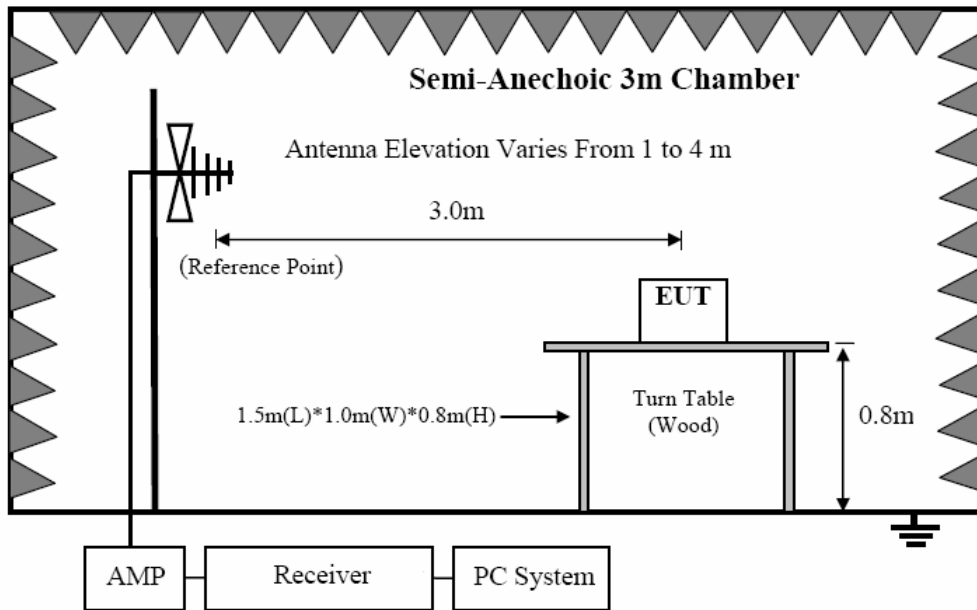 Semi-Anechoic 3m Chamber
Antenna Elevation Varies From 1 to 4 m
3.0m
(Reference Point)
EUT
1.5m(L)*1.0m(W)*0.8m(H)
Turn Table
(Wood)
0.8m
AMP
Receiver
PC System